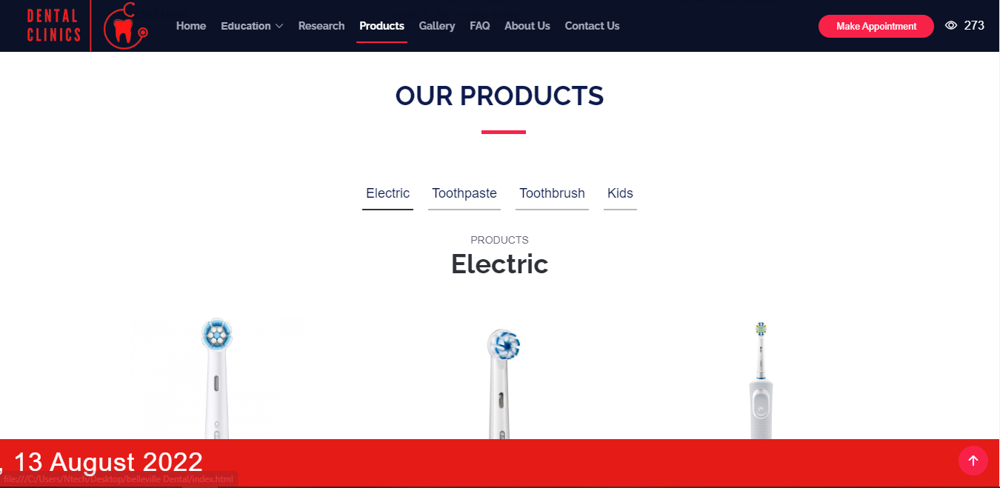 DENTAL
CLINICS
Home Education Research Products Gallery FAQ About Us Contact Us Make Appointment 273
OUR PRODUCTS
Electric Toothpaste Toothbrush Kids
PRODUCTS
Electric
, 13 August 2022
file:///C:/Users/Ntech/Desktop/belleville Dental/index.html